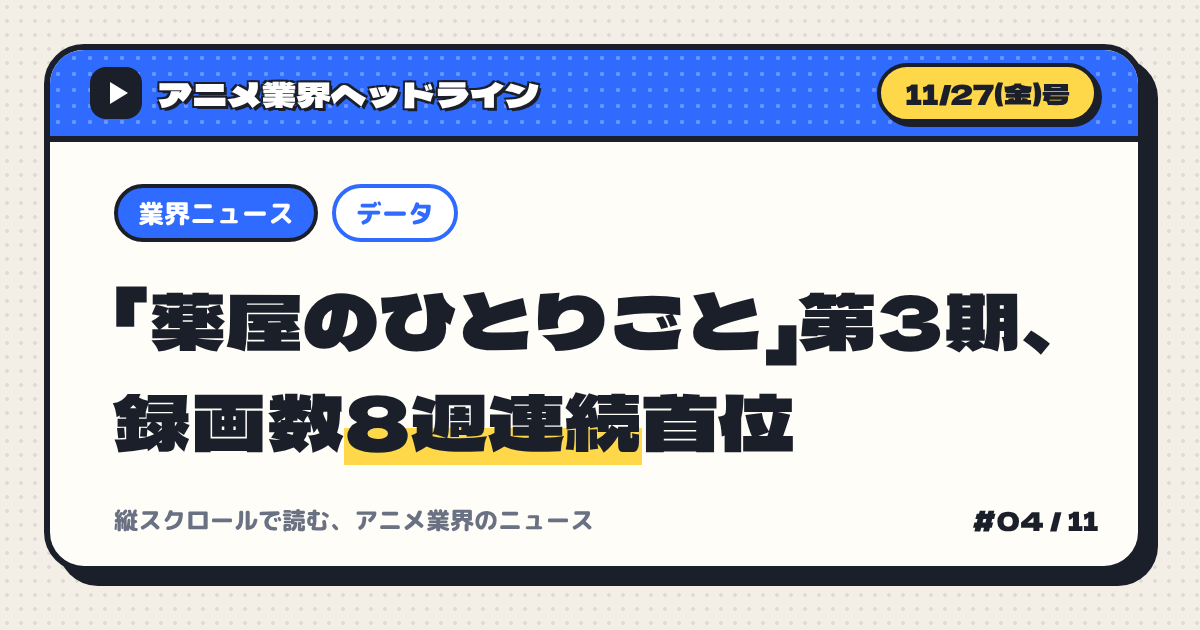 アニメ業界ヘッドライン
11/27(金)号
業界ニュース
データ
「薬屋のひとりごと」第3期、
録画数8週連続首位
縦スクロールで読む、アニメ業界のニュース
#04 / 11